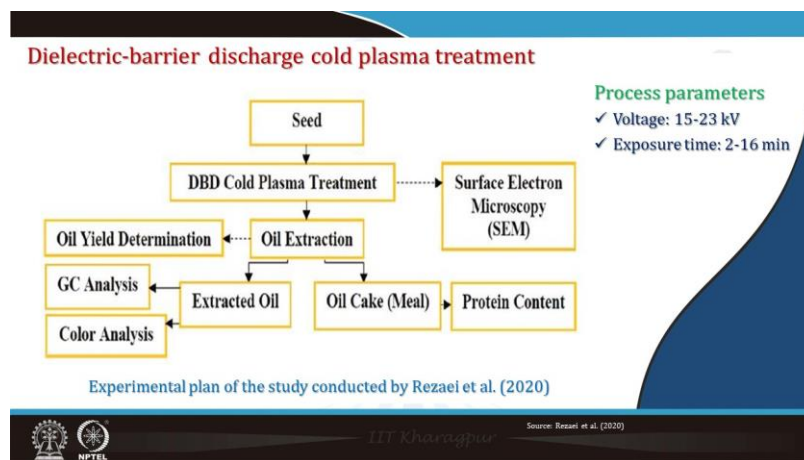 Dielectric-barrier discharge cold plasma treatment
Process parameters
✓ Voltage: 15-23 kV
✓ Exposure time: 2-16 min
Seed
DBD Cold Plasma Treatment
Surface Electron
Microscopy
(SEM)
Oil Yield Determination
Oil Extraction
GC Analysis
Extracted Oil
Oil Cake (Meal)
Protein Content
Color Analysis
Experimental plan of the study conducted by Rezaei et al. (2020)
Source: Rezaei et al. (2020)
IIT Kharagpur
NPTEL